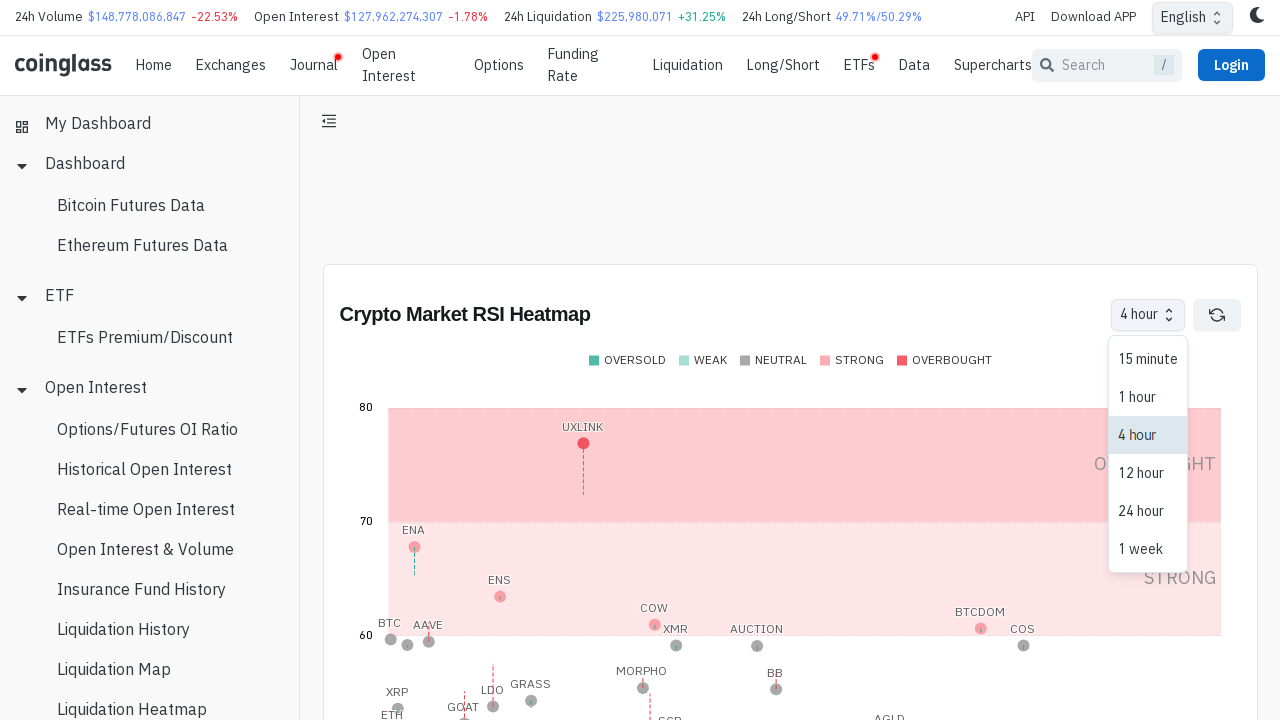 24h Volume $148,778,086,847 -22.53% Open Interest $127,962,274,307 -1.78% 24h Liquidation $225,980,071 +31.25% 24h Long/Short 49.71%/50.29% API Download APP English
coinglass Home Exchanges Journal Open Interest Options Funding Rate Liquidation Long/Short ETFs Data Supercharts Search / Login
My Dashboard
Dashboard
Bitcoin Futures Data
Ethereum Futures Data
ETF
ETFs Premium/Discount
Open Interest
Options/Futures OI Ratio
Historical Open Interest
Real-time Open Interest
Open Interest & Volume
Insurance Fund History
Liquidation History
Liquidation Map
Liquidation Heatmap
Crypto Market RSI Heatmap 4 hour
15 minute
1 hour
4 hour
12 hour
24 hour
1 week
OVERSOLD WEAK NEUTRAL STRONG OVERBOUGHT
80
UXLINK
70
ENA
STRONG
ENS
COW
BTCDOM
BTC AAVE XMR AUCTION COS
60
MORPHO BB
GRASS
XRP LDO
GOAT
ETH